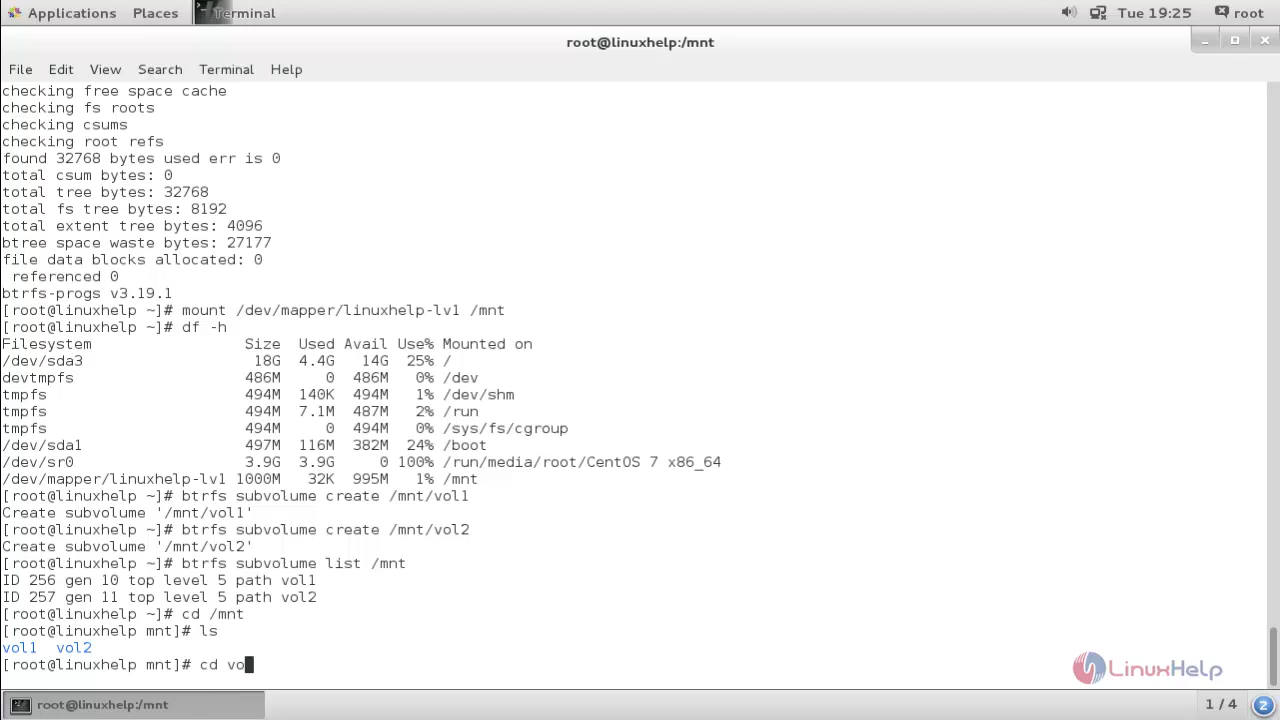 Applications Places Terminal Tue 19:25 root
root@linuxhelp:/mnt
File Edit View Search Terminal Help
checking free space cache
checking fs roots
checking csums
checking root refs
found 32768 bytes used err is 0
total csum bytes: 0
total tree bytes: 32768
total fs tree bytes: 8192
total extent tree bytes: 4096
btree space waste bytes: 27177
file data blocks allocated: 0
 referenced 0
btrfs-progs v3.19.1
[root@linuxhelp ~]# mount /dev/mapper/linuxhelp-lv1 /mnt
[root@linuxhelp ~]# df -h
Filesystem Size Used Avail Use% Mounted on
/dev/sda3 18G 4.4G 14G 25% /
devtmpfs 486M 0 486M 0% /dev
tmpfs 494M 140K 494M 1% /dev/shm
tmpfs 494M 7.1M 487M 2% /run
tmpfs 494M 0 494M 0% /sys/fs/cgroup
/dev/sda1 497M 116M 382M 24% /boot
/dev/sr0 3.9G 3.9G 0 100% /run/media/root/CentOS 7 x86_64
/dev/mapper/linuxhelp-lv1 1000M 32K 995M 1% /mnt
[root@linuxhelp ~]# btrfs subvolume create /mnt/vol1
Create subvolume '/mnt/vol1'
[root@linuxhelp ~]# btrfs subvolume create /mnt/vol2
Create subvolume '/mnt/vol2'
[root@linuxhelp ~]# btrfs subvolume list /mnt
ID 256 gen 10 top level 5 path vol1
ID 257 gen 11 top level 5 path vol2
[root@linuxhelp ~]# cd /mnt
[root@linuxhelp mnt]# ls
vol1 vol2
[root@linuxhelp mnt]# cd vo
LinuxHelp
root@linuxhelp:/mnt 1 / 4 2